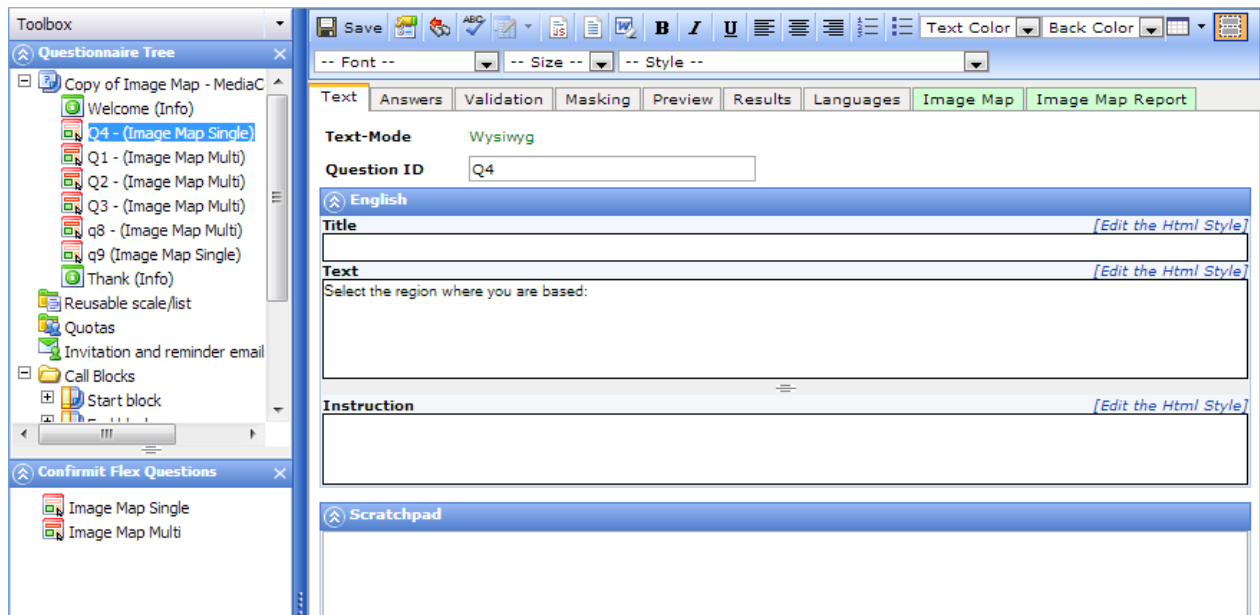 Toolbox
Questionnaire Tree
Copy of Image Map - MediaC
Welcome (Info)
Q4 - (Image Map Single)
Q1 - (Image Map Multi)
Q2 - (Image Map Multi)
Q3 - (Image Map Multi)
q8 - (Image Map Multi)
q9 (Image Map Single)
Thank (Info)
Reusable scale/list
Quotas
Invitation and reminder email
Call Blocks
Start block
Confirmit Flex Questions
Image Map Single
Image Map Multi
Save ABC JS W B I U Text Color Back Color
-- Font -- -- Size -- -- Style --
Text Answers Validation Masking Preview Results Languages Image Map Image Map Report
Text-Mode Wysiwyg
Question ID Q4
English
Title [Edit the Html Style]
Text [Edit the Html Style]
Select the region where you are based:
Instruction [Edit the Html Style]
Scratchpad